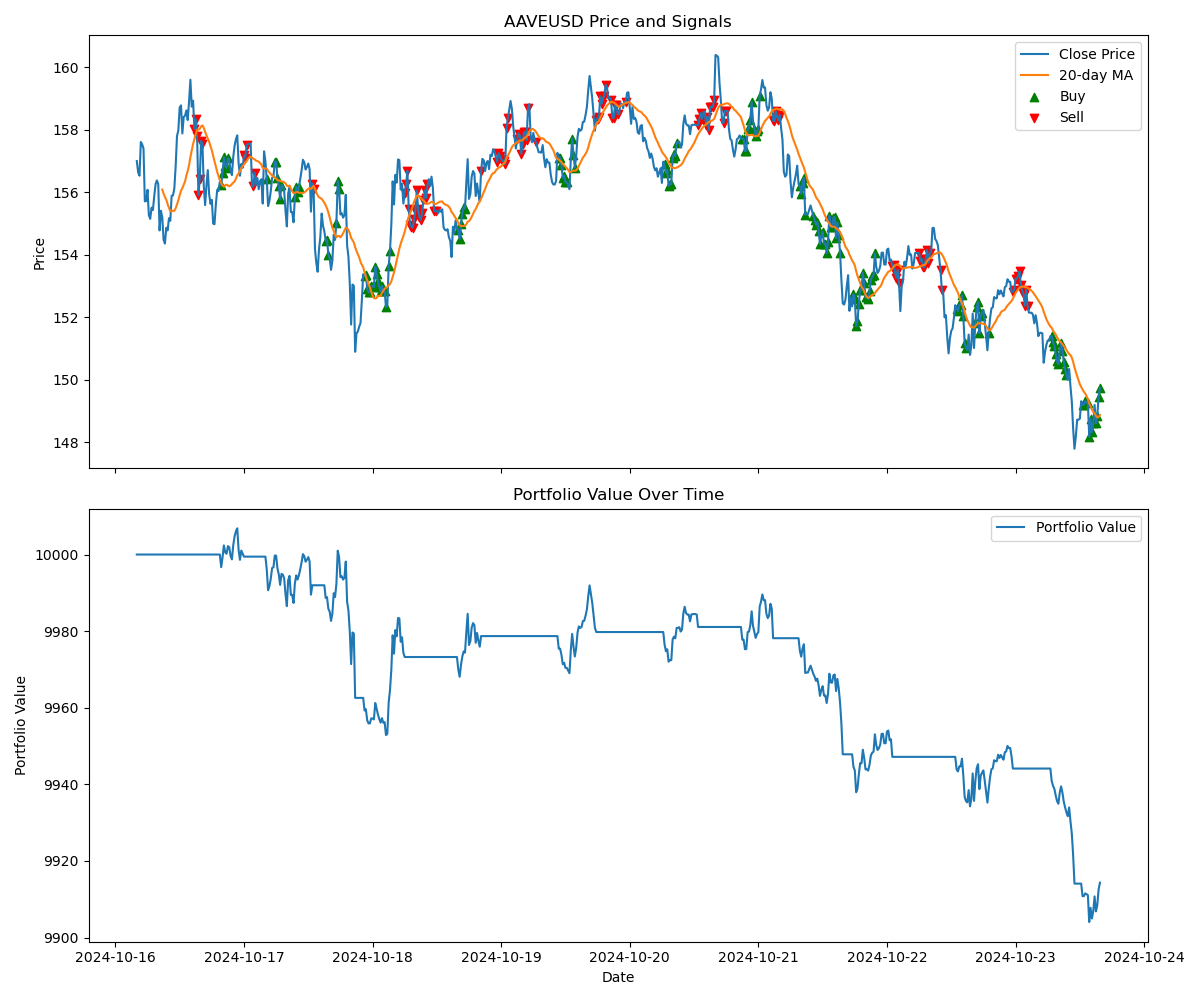 AAVEUSD Price and Signals
Close Price
20-day MA
Buy
Sell
160
158
156
154
152
150
148
Price
Portfolio Value Over Time
Portfolio Value
10000
9980
9960
9940
9920
9900
Portfolio Value
2024-10-16 2024-10-17 2024-10-18 2024-10-19 2024-10-20 2024-10-21 2024-10-22 2024-10-23 2024-10-24
Date